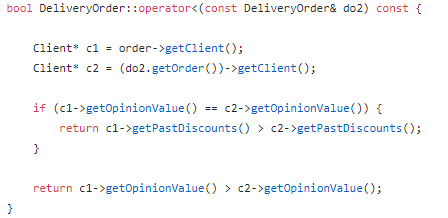 bool DeliveryOrder::operator<(const DeliveryOrder& do2) const {
Client* c1 = order->getClient();
Client* c2 = (do2.getOrder())->getClient();
if (c1->getOpinionValue() == c2->getOpinionValue()) {
return c1->getPastDiscounts() > c2->getPastDiscounts();
}
return c1->getOpinionValue() > c2->getOpinionValue();
}